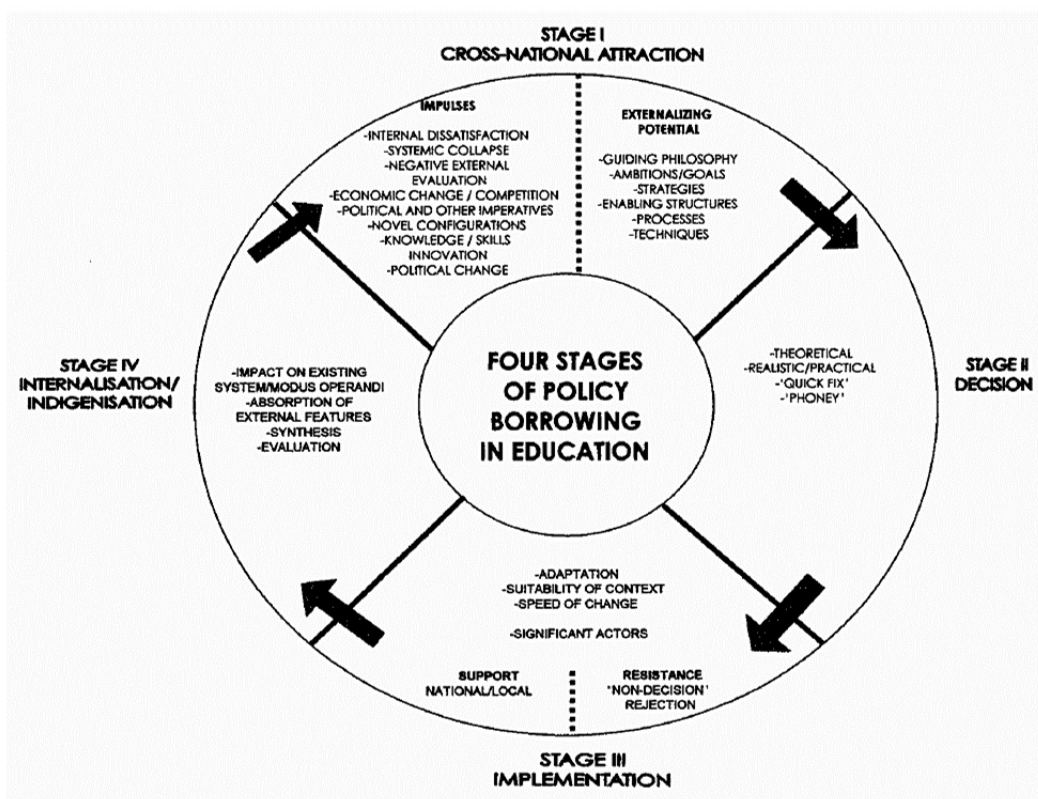 STAGE I
CROSS-NATIONAL ATTRACTION
IMPULSES
-INTERNAL DISSATISFACTION
-SYSTEMIC COLLAPSE
-NEGATIVE EXTERNAL
EVALUATION
-ECONOMIC CHANGE / COMPETITION
-POLITICAL AND OTHER IMPERATIVES
-NOVEL CONFIGURATIONS
-KNOWLEDGE / SKILLS
INNOVATION
-POLITICAL CHANGE
EXTERNALIZING
POTENTIAL
-GUIDING PHILOSOPHY
-AMBITIONS/GOALS
-STRATEGIES
-ENABLING STRUCTURES
-PROCESSES
-TECHNIQUES
FOUR STAGES
OF POLICY
BORROWING
IN EDUCATION
-THEORETICAL
-REALISTIC/PRACTICAL
-'QUICK FIX'
-'PHONEY'
STAGE II
DECISION
-ADAPTATION
-SUITABILITY OF CONTEXT
-SPEED OF CHANGE
-SIGNIFICANT ACTORS
SUPPORT
NATIONAL/LOCAL
RESISTANCE
'NON-DECISION'
REJECTION
STAGE III
IMPLEMENTATION
STAGE IV
INTERNALISATION/
INDIGENISATION
-IMPACT ON EXISTING
SYSTEM/MODUS OPERANDI
-ABSORPTION OF
EXTERNAL FEATURES
-SYNTHESIS
-EVALUATION